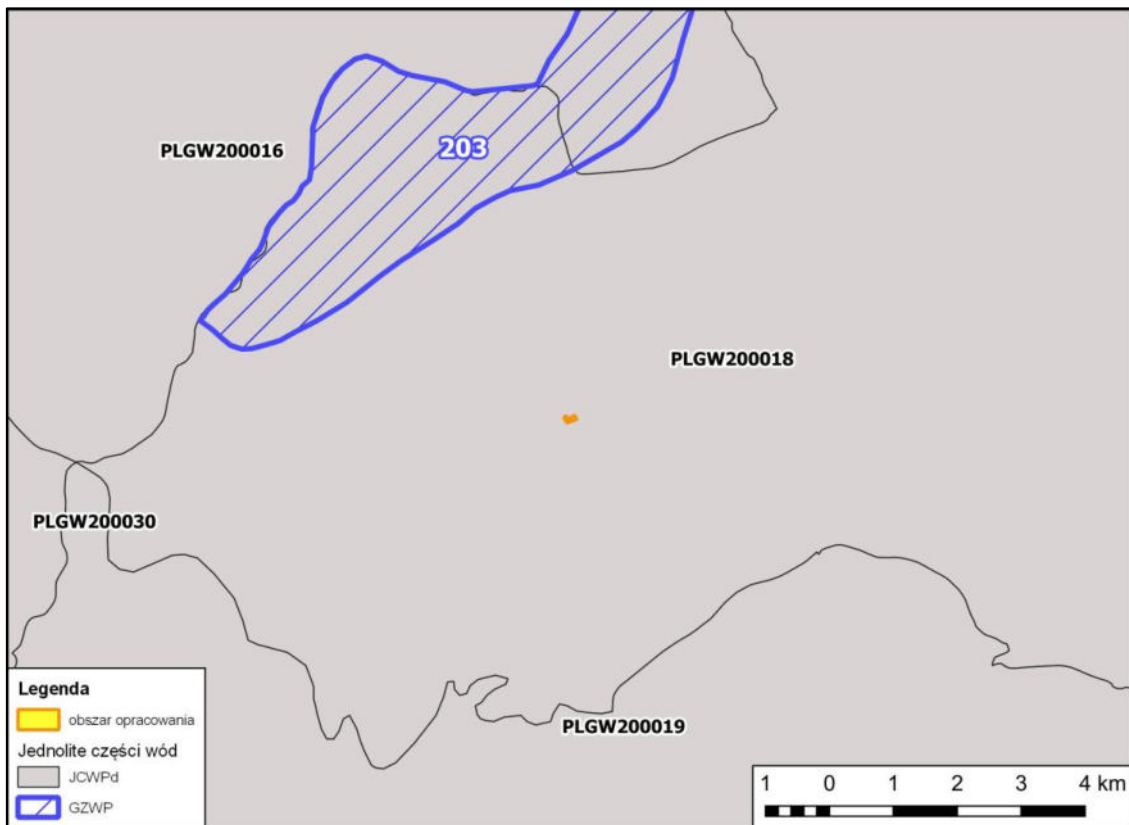 203
PLGW200016
PLGW200018
PLGW200030
PLGW200019
Legenda
obszar opracowania
Jednolite części wód
JCWPd
GZWP
1 0 1 2 3 4 km